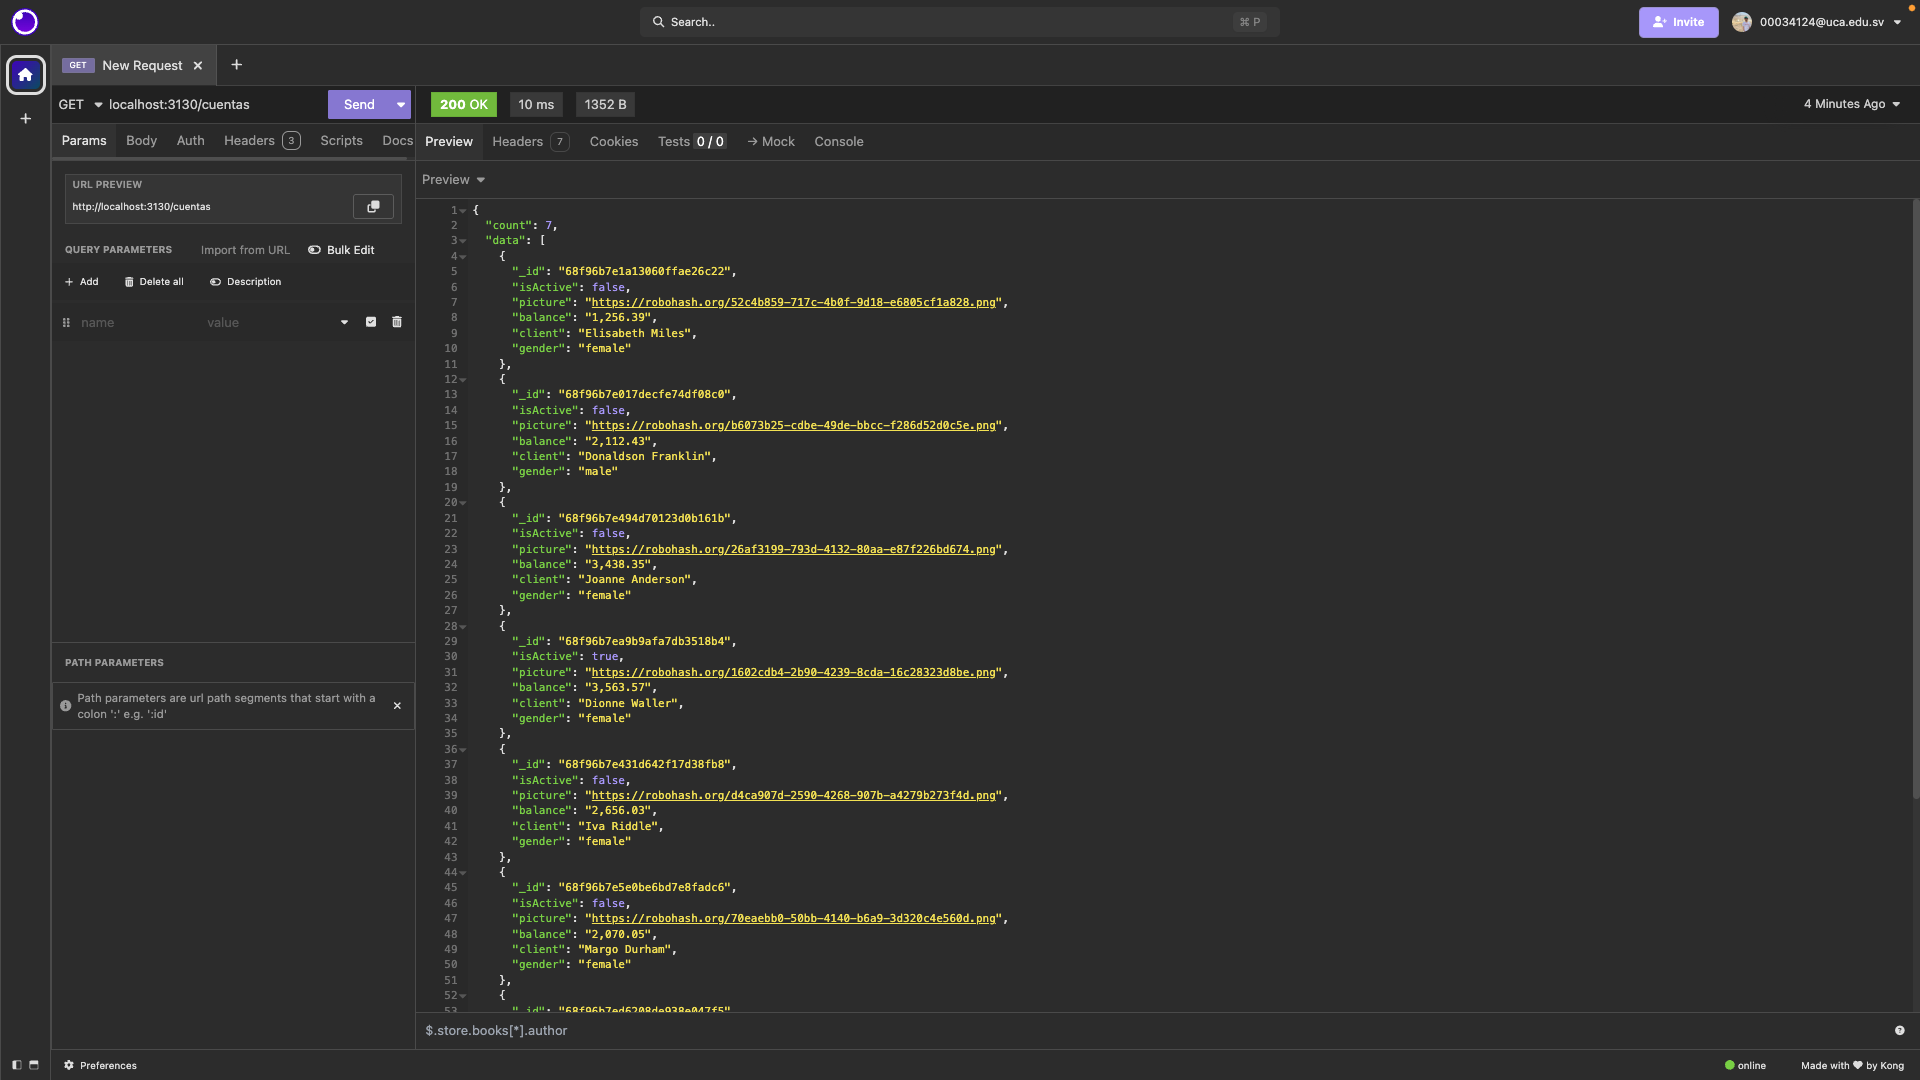 Search..
⌘ P
Invite
00034124@uca.edu.sv
GET New Request
GET localhost:3130/cuentas
Send
200 OK
10 ms
1352 B
4 Minutes Ago
Params Body Auth Headers 3 Scripts Docs
Preview Headers 7 Cookies Tests 0 / 0 → Mock Console
URL PREVIEW
http://localhost:3130/cuentas
QUERY PARAMETERS Import from URL Bulk Edit
+ Add Delete all Description
name value
PATH PARAMETERS
Path parameters are url path segments that start with a
colon ':' e.g. ':id'
Preview
1 {
2 "count": 7,
3 "data": [
4 {
5 "_id": "68f96b7e1a13060ffae26c22",
6 "isActive": false,
7 "picture": "https://robohash.org/52c4b859-717c-4b0f-9d18-e6805cf1a828.png",
8 "balance": "1,256.39",
9 "client": "Elisabeth Miles",
10 "gender": "female"
11 },
12 {
13 "_id": "68f96b7e017decfe74df08c0",
14 "isActive": false,
15 "picture": "https://robohash.org/b6073b25-cdbe-49de-bbcc-f286d52d0c5e.png",
16 "balance": "2,112.43",
17 "client": "Donaldson Franklin",
18 "gender": "male"
19 },
20 {
21 "_id": "68f96b7e494d70123d0b161b",
22 "isActive": false,
23 "picture": "https://robohash.org/26af3199-793d-4132-80aa-e87f226bd674.png",
24 "balance": "3,438.35",
25 "client": "Joanne Anderson",
26 "gender": "female"
27 },
28 {
29 "_id": "68f96b7ea9b9afa7db3518b4",
30 "isActive": true,
31 "picture": "https://robohash.org/1602cdb4-2b90-4239-8cda-16c28323d8be.png",
32 "balance": "3,563.57",
33 "client": "Dionne Waller",
34 "gender": "female"
35 },
36 {
37 "_id": "68f96b7e431d642f17d38fb8",
38 "isActive": false,
39 "picture": "https://robohash.org/d4ca907d-2590-4268-907b-a4279b273f4d.png",
40 "balance": "2,656.03",
41 "client": "Iva Riddle",
42 "gender": "female"
43 },
44 {
45 "_id": "68f96b7e5e0be6bd7e8fadc6",
46 "isActive": false,
47 "picture": "https://robohash.org/70eaebb0-50bb-4140-b6a9-3d320c4e560d.png",
48 "balance": "2,070.05",
49 "client": "Margo Durham",
50 "gender": "female"
51 },
52 {
53 "_id": "68f96b7ed6208de938e047f5"
$.store.books[*].author
Preferences
online
Made with ♥ by Kong